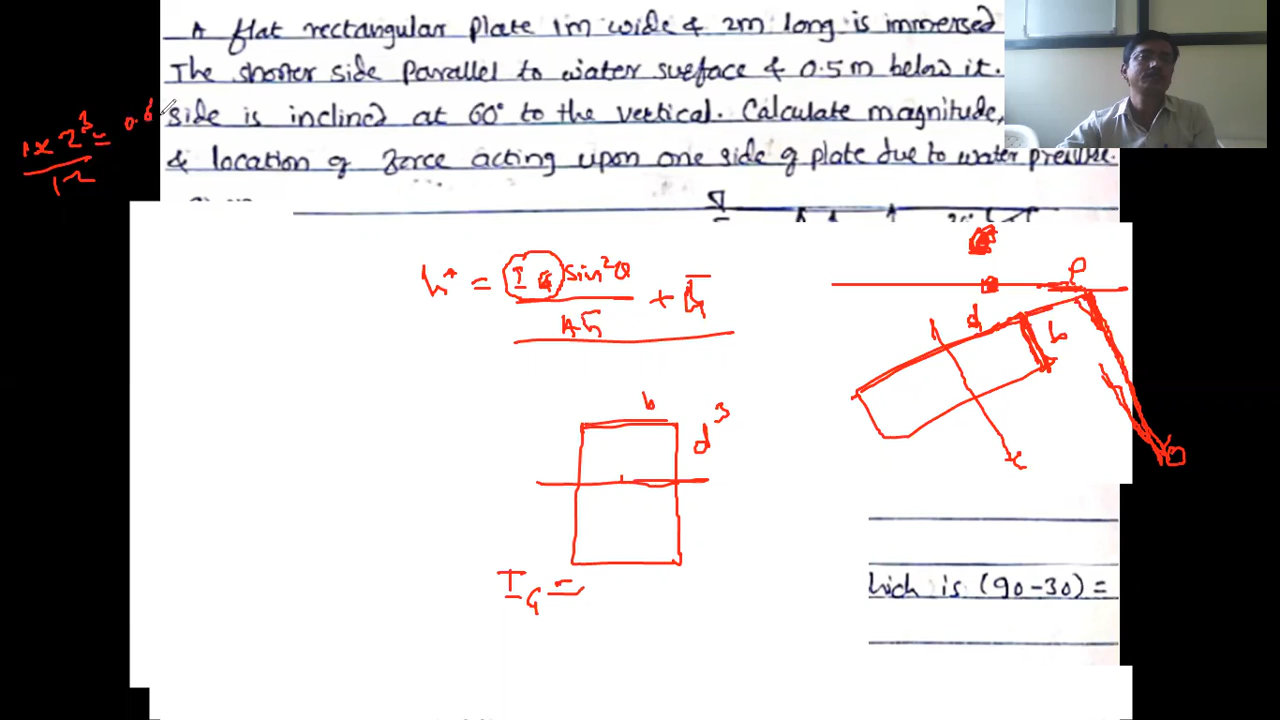 A flat rectangular plate 1m wide & 2m long is immersed
The shorter side parallel to water surface & 0.5m below it.
side is inclined at 60° to the vertical. Calculate magnitude,
& location of force acting upon one side of plate due to water pressure.
1 x 2³ =
12
0.6
h* = I G sin²θ
Ah̄ + h̄
b
d
b
d³
I G =
which is (90-30) =